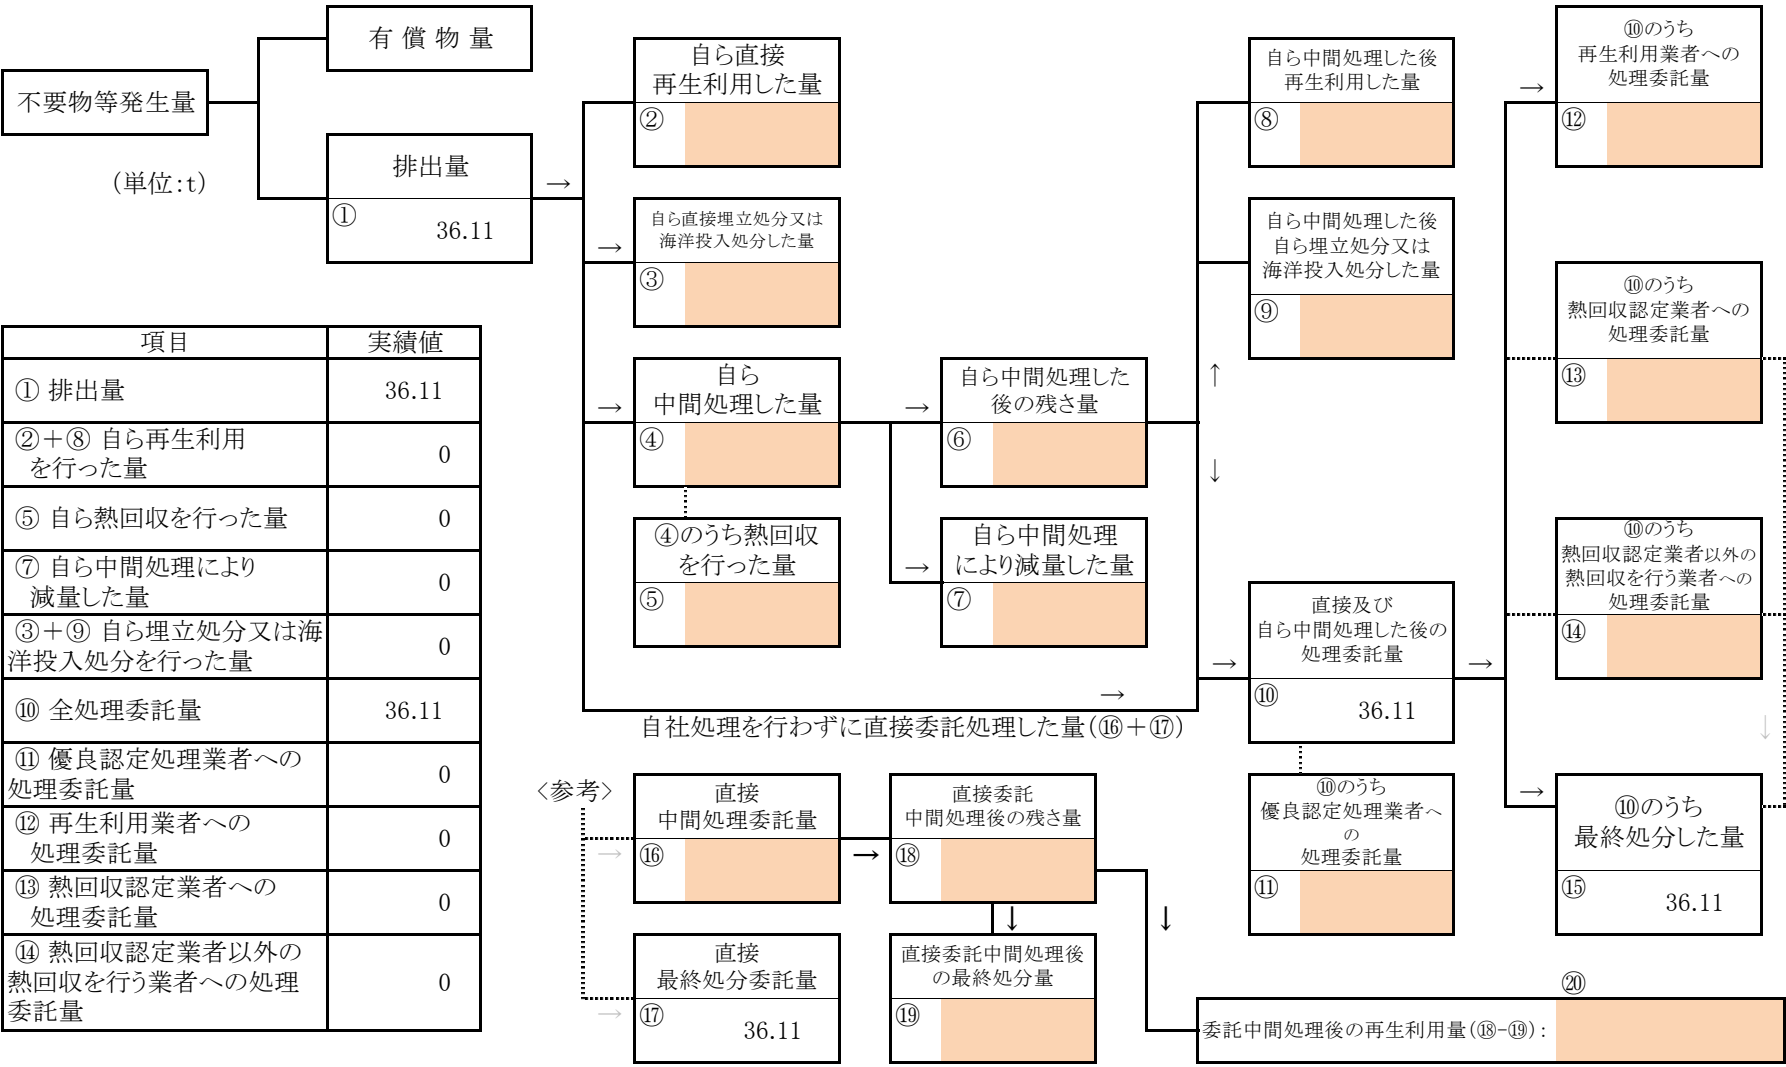 不要物等発生量
(単位:t)
有 償 物 量
排出量
① 36.11
→
自ら直接
再生利用した量
②
→
自ら直接埋立処分又は
海洋投入処分した量
③
→
自ら
中間処理した量
④
④のうち熱回収
を行った量
⑤
→
自ら中間処理した
後の残さ量
⑥
→
自ら中間処理
により減量した量
⑦
自ら中間処理した後
再生利用した量
⑧
自ら中間処理した後
自ら埋立処分又は
海洋投入処分した量
⑨
↑
↓
→
自社処理を行わずに直接委託処理した量(⑯+⑰)
→
直接及び
自ら中間処理した後の
処理委託量
⑩ 36.11
⑩のうち
優良認定処理業者へ
の
処理委託量
⑪
→
⑩のうち
再生利用業者への
処理委託量
⑫
⑩のうち
熱回収認定業者への
処理委託量
⑬
⑩のうち
熱回収認定業者以外の
熱回収を行う業者への
処理委託量
⑭
→
↓
→
⑩のうち
最終処分した量
⑮ 36.11
項目 実績値
① 排出量 36.11
②+⑧ 自ら再生利用
を行った量 0
⑤ 自ら熱回収を行った量 0
⑦ 自ら中間処理により
減量した量 0
③+⑨ 自ら埋立処分又は海
洋投入処分を行った量 0
⑩ 全処理委託量 36.11
⑪ 優良認定処理業者への
処理委託量 0
⑫ 再生利用業者への
処理委託量 0
⑬ 熱回収認定業者への
処理委託量 0
⑭ 熱回収認定業者以外の
熱回収を行う業者への処理
委託量 0
<参考>
→
直接
中間処理委託量
⑯
→
直接委託
中間処理後の残さ量
⑱
↓
↓
→
直接
最終処分委託量
⑰ 36.11
直接委託中間処理後
の最終処分量
⑲
⑳
委託中間処理後の再生利用量(⑱-⑲):